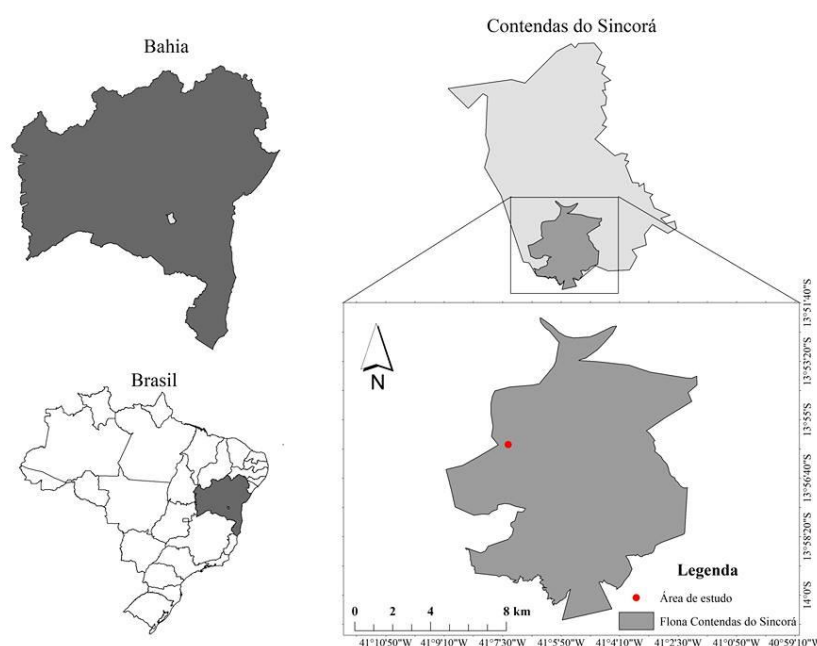 Bahia
Contendas do Sincorá
Brasil
N
13°51'40"S
13°53'20"S
13°55'S
13°56'40"S
13°58'20"S
14°0'S
Legenda
Área de estudo
Flona Contendas do Sincorá
0 2 4 8 km
41°10'50"W 41°9'10"W 41°7'30"W 41°5'50"W 41°4'10"W 41°2'30"W 41°0'50"W 40°59'10"W